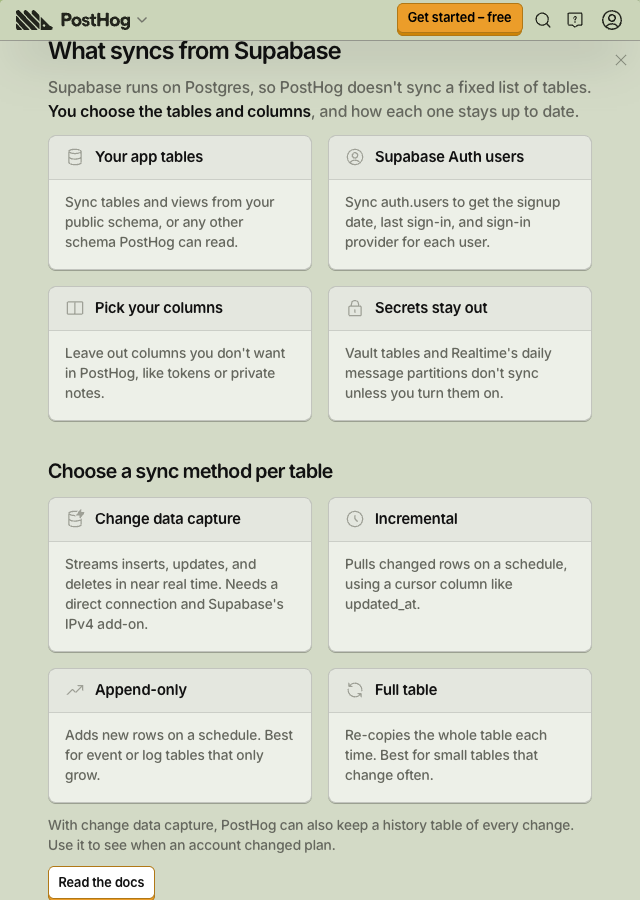 PostHog
Get started – free
What syncs from Supabase
Supabase runs on Postgres, so PostHog doesn't sync a fixed list of tables.
You choose the tables and columns, and how each one stays up to date.
Your app tables
Sync tables and views from your
public schema, or any other
schema PostHog can read.
Supabase Auth users
Sync auth.users to get the signup
date, last sign-in, and sign-in
provider for each user.
Pick your columns
Leave out columns you don't want
in PostHog, like tokens or private
notes.
Secrets stay out
Vault tables and Realtime's daily
message partitions don't sync
unless you turn them on.
Choose a sync method per table
Change data capture
Streams inserts, updates, and
deletes in near real time. Needs a
direct connection and Supabase's
IPv4 add-on.
Incremental
Pulls changed rows on a schedule,
using a cursor column like
updated_at.
Append-only
Adds new rows on a schedule. Best
for event or log tables that only
grow.
Full table
Re-copies the whole table each
time. Best for small tables that
change often.
With change data capture, PostHog can also keep a history table of every change.
Use it to see when an account changed plan.
Read the docs